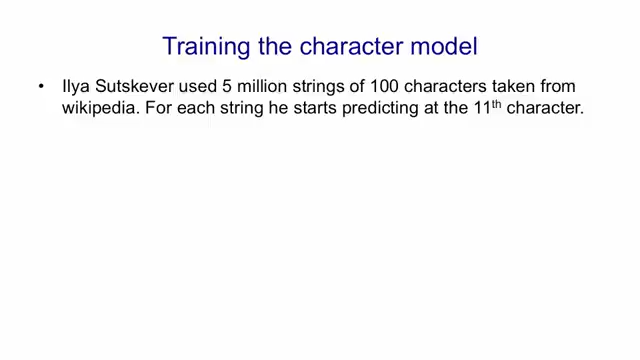 Training the character model
• Ilya Sutskever used 5 million strings of 100 characters taken from
wikipedia. For each string he starts predicting at the 11th character.